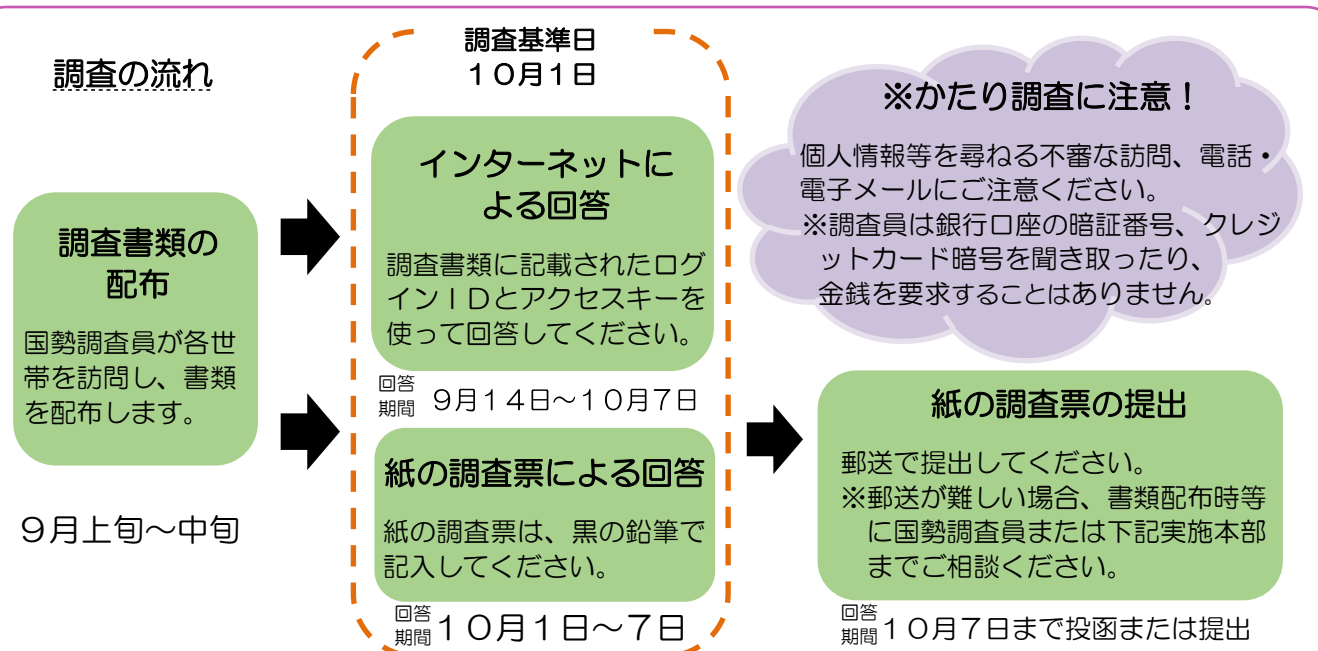 調査の流れ
調査書類の
配布
国勢調査員が各世
帯を訪問し、書類
を配布します。
9月上旬～中旬
調査基準日
10月1日
インターネットに
よる回答
調査書類に記載されたログ
インIDとアクセスキーを
使って回答してください。
回答
期間 9月14日～10月7日
紙の調査票による回答
紙の調査票は、黒の鉛筆で
記入してください。
回答
期間 10月1日～7日
※かたり調査に注意！
個人情報等を尋ねる不審な訪問、電話・
電子メールにご注意ください。
※調査員は銀行口座の暗証番号、クレジ
ットカード暗号を聞き取ったり、
金銭を要求することはありません。
紙の調査票の提出
郵送で提出してください。
※郵送が難しい場合、書類配布時等
に国勢調査員または下記実施本部
までご相談ください。
回答
期間 10月7日まで投函または提出